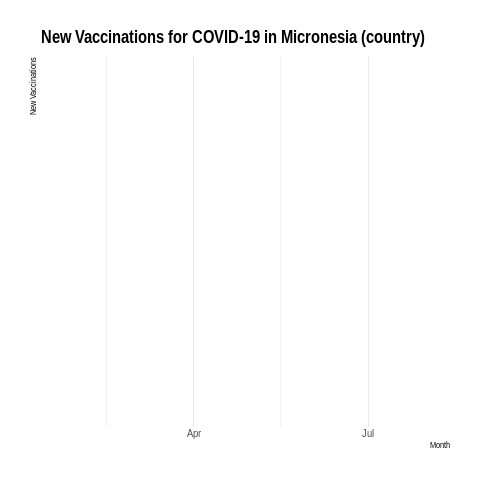 New Vaccinations for COVID-19 in Micronesia (country)
New Vaccinations
Apr Jul
Month